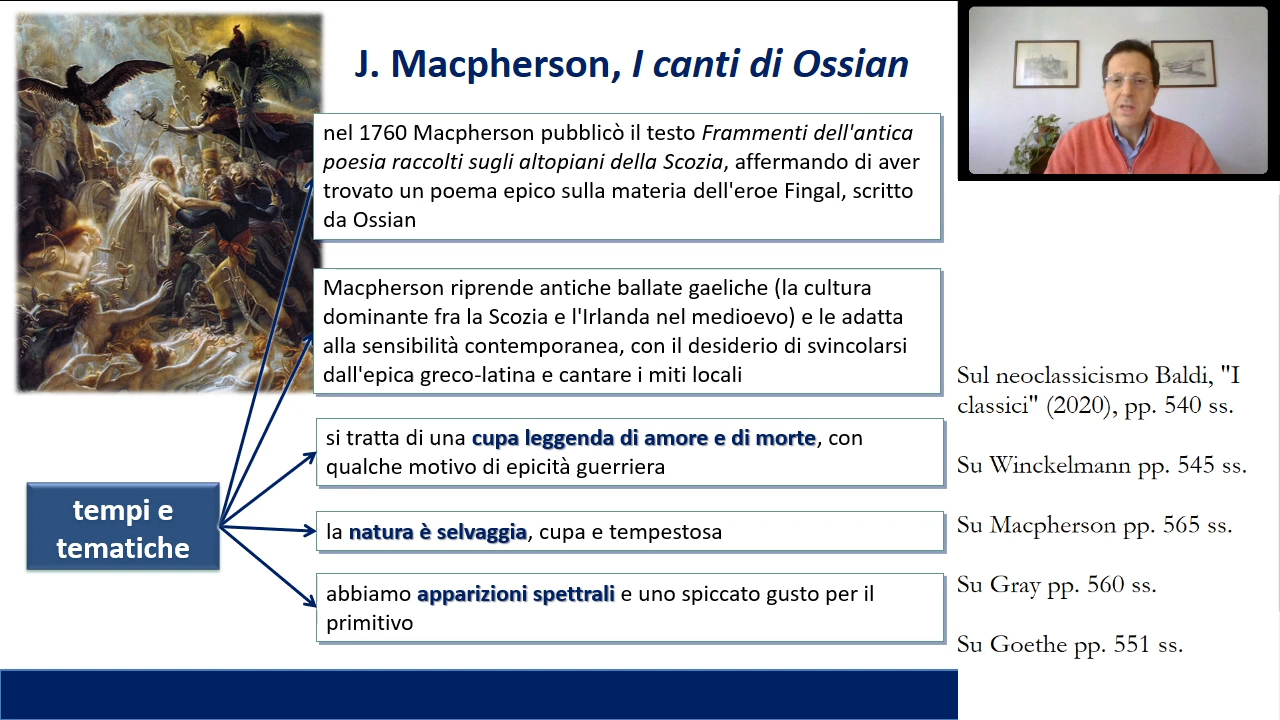 J. Macpherson, I canti di Ossian
nel 1760 Macpherson pubblicò il testo Frammenti dell'antica
poesia raccolti sugli altopiani della Scozia, affermando di aver
trovato un poema epico sulla materia dell'eroe Fingal, scritto
da Ossian
Macpherson riprende antiche ballate gaeliche (la cultura
dominante fra la Scozia e l'Irlanda nel medioevo) e le adatta
alla sensibilità contemporanea, con il desiderio di svincolarsi
dall'epica greco-latina e cantare i miti locali
si tratta di una cupa leggenda di amore e di morte, con
qualche motivo di epicità guerriera
tempi e
tematiche
la natura è selvaggia, cupa e tempestosa
abbiamo apparizioni spettrali e uno spiccato gusto per il
primitivo
Sul neoclassicismo Baldi, "I
classici" (2020), pp. 540 ss.
Su Winckelmann pp. 545 ss.
Su Macpherson pp. 565 ss.
Su Gray pp. 560 ss.
Su Goethe pp. 551 ss.